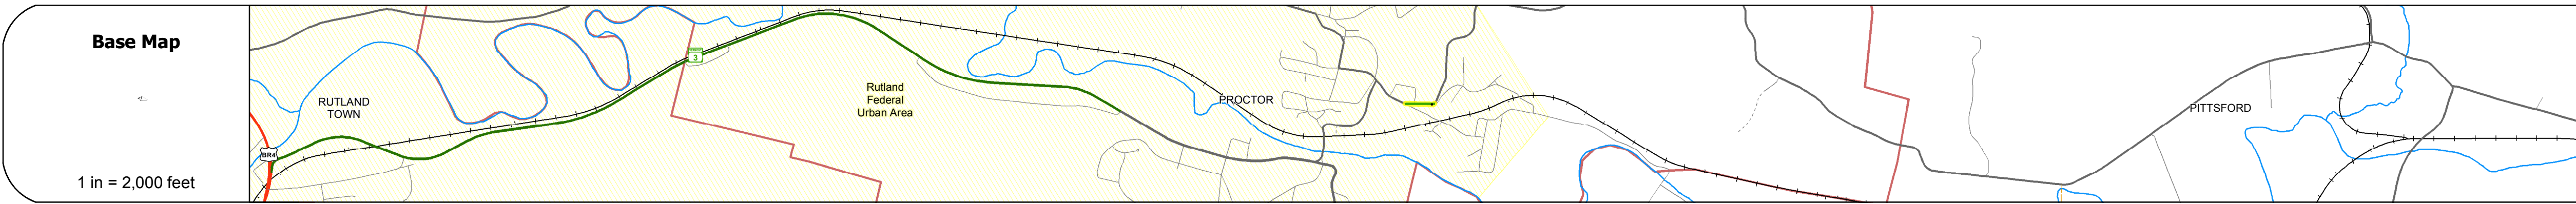 Base Map
1 in = 2,000 feet
RUTLAND
TOWN
BR4
3
Rutland
Federal
Urban Area
PROCTOR
PITTSFORD